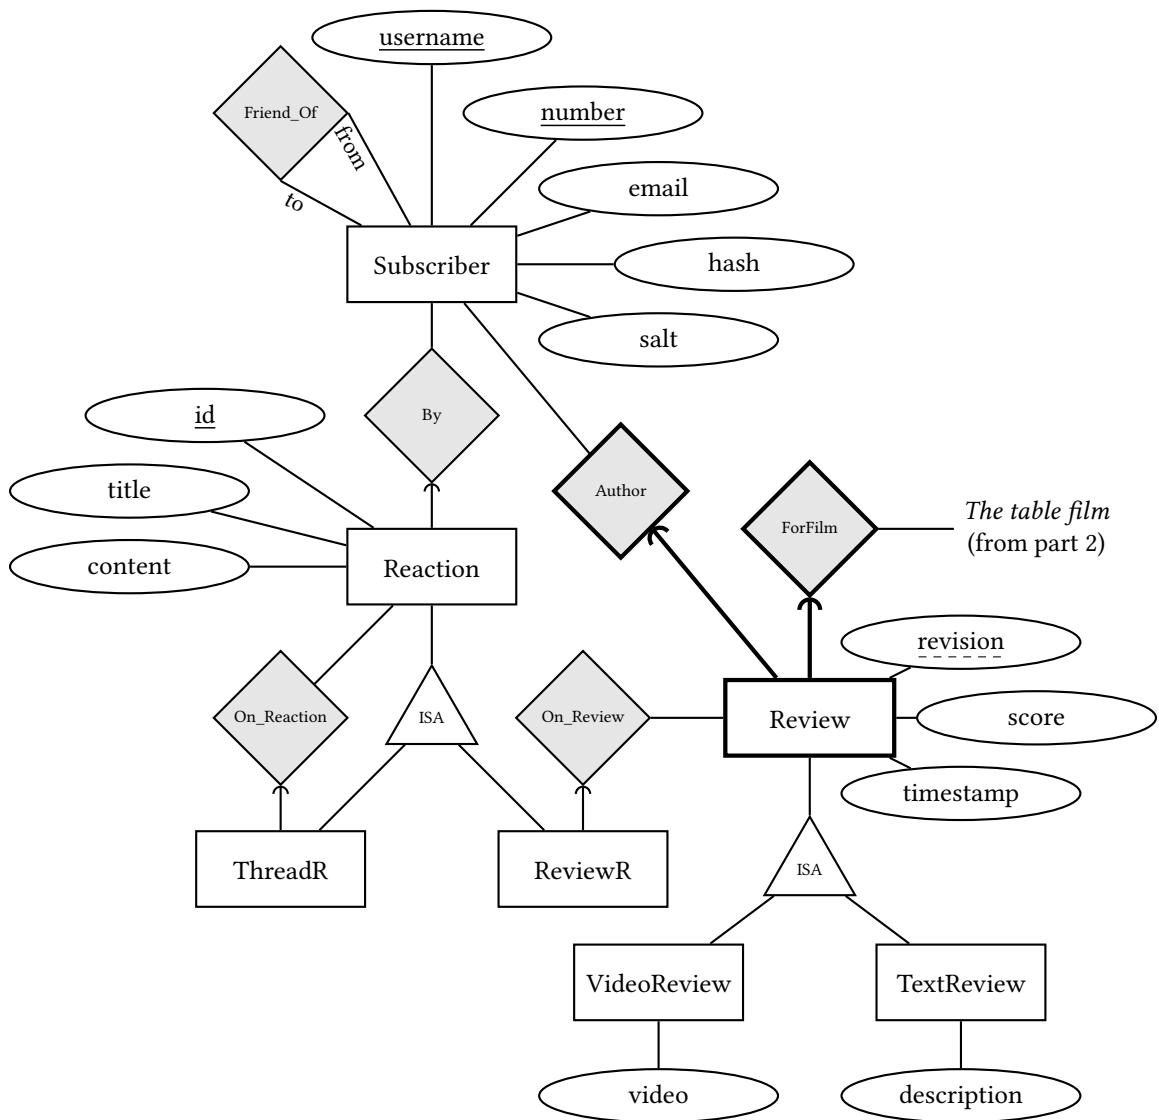 username
Friend_Of
number
from
email
to
Subscriber
hash
salt
By
id
title
Author
ForFilm
The table film
(from part 2)
content
Reaction
revision
On_Reaction
ISA
On_Review
Review
score
timestamp
ThreadR
ReviewR
ISA
VideoReview
TextReview
video
description